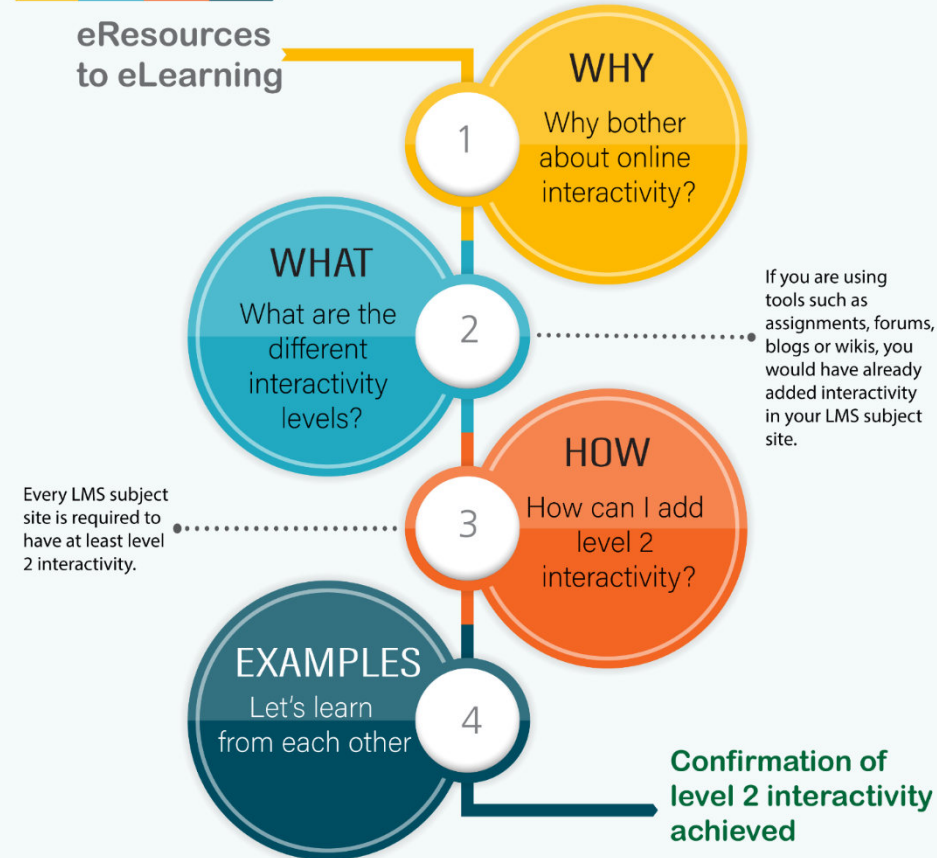 eResources
to eLearning
WHY
1
Why bother
about online
interactivity?
WHAT
2
What are the
different
interactivity
levels?
If you are using
tools such as
assignments, forums,
blogs or wikis, you
would have already
added interactivity
in your LMS subject
site.
HOW
3
How can I add
level 2
interactivity?
Every LMS subject
site is required to
have at least level
2 interactivity.
EXAMPLES
4
Let's learn
from each other
Confirmation of
level 2 interactivity
achieved